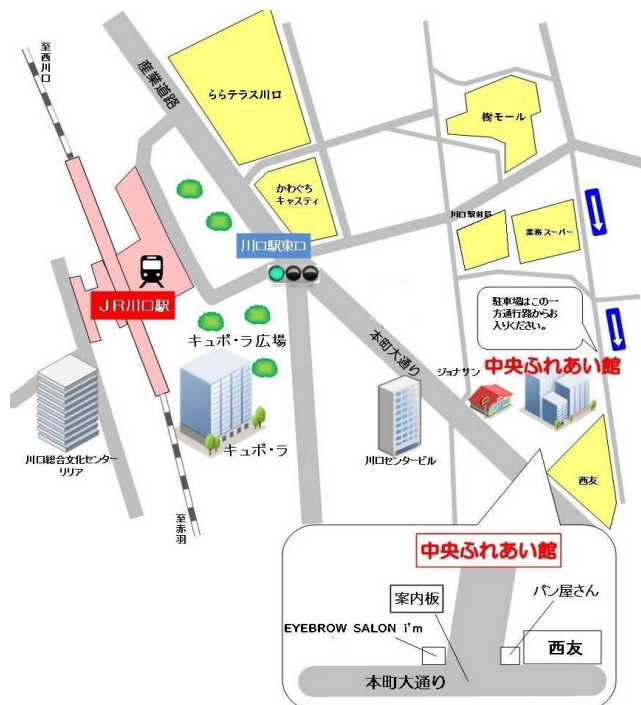 至西川口
産業道路
ららテラス川口
樹モール
かわぐち
キャスティ
川口駅前局
業務スーパー
川口駅東口
JR川口駅
駐車場はこの一
方通行路からお
入りください。
キュポ・ラ広場
本町大通り
中央ふれあい館
ジョナサン
キュポ・ラ
川口総合文化センター
リリア
川口センタービル
西友
至赤羽
中央ふれあい館
案内板
パン屋さん
EYEBROW SALON i'm
西友
本町大通り